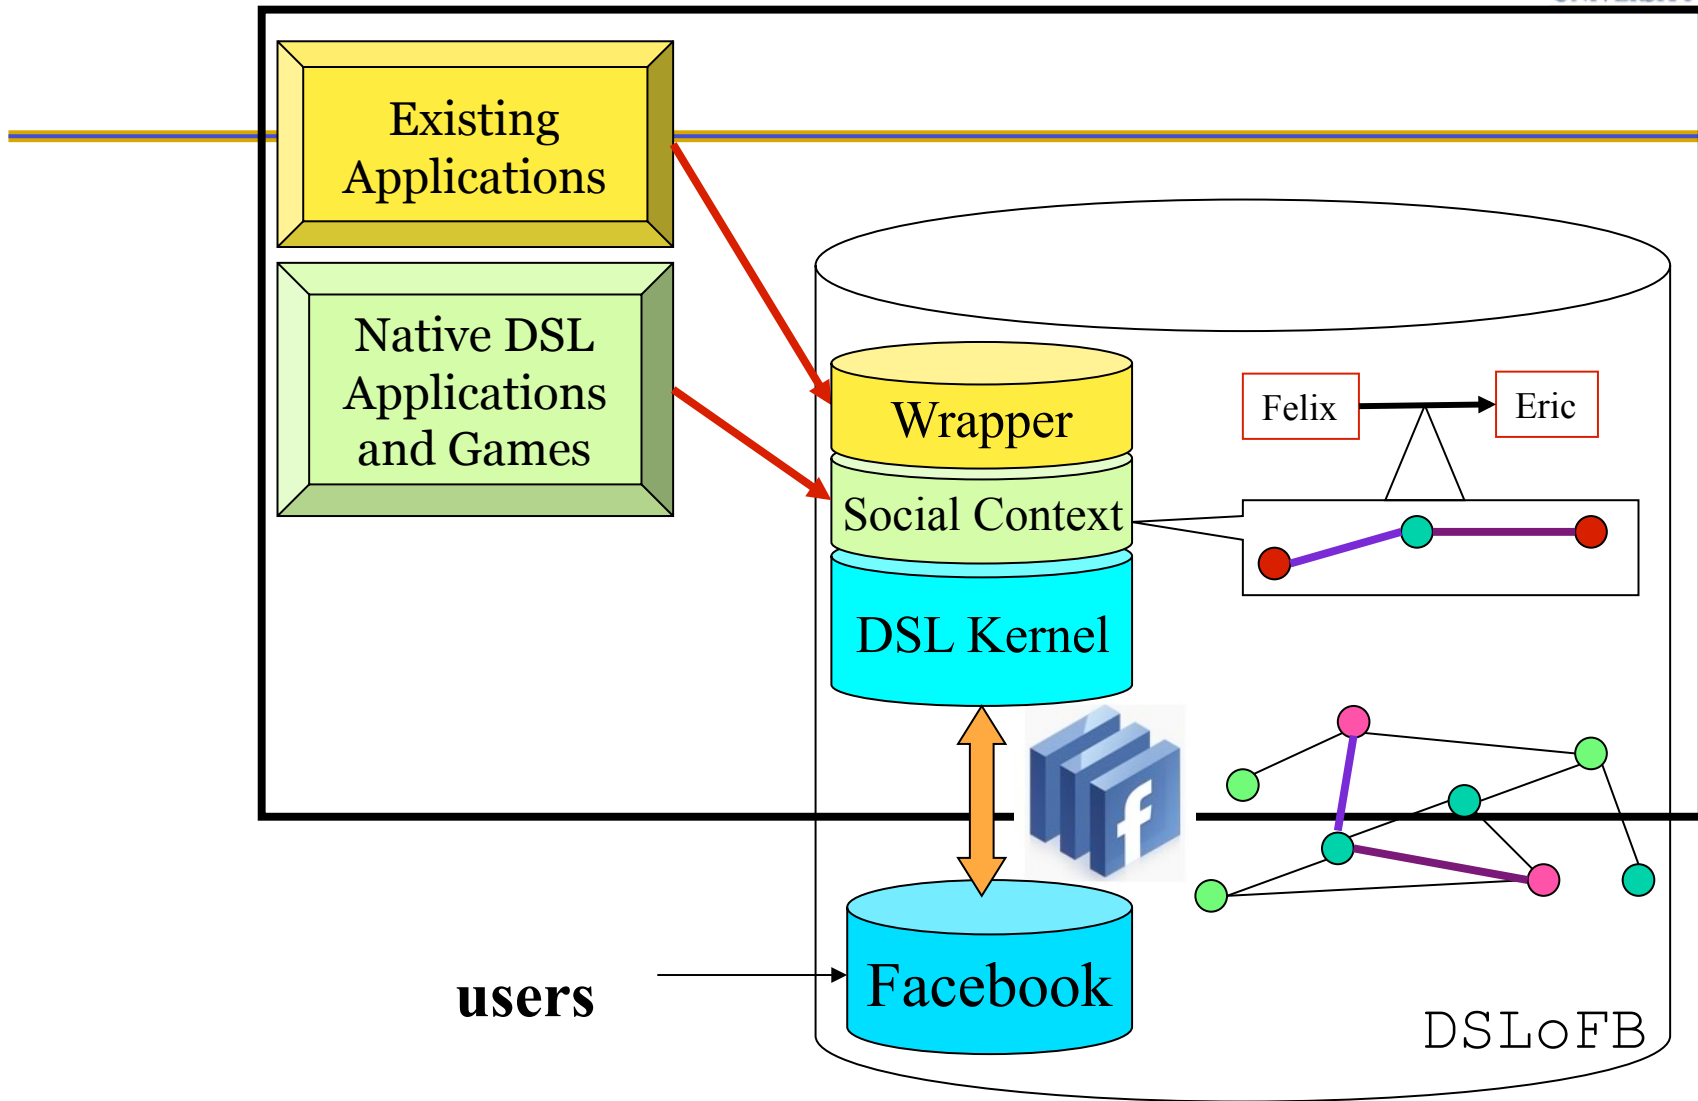 Existing
Applications
Native DSL
Applications
and Games
Wrapper
Social Context
DSL Kernel
Felix
Eric
f
users
Facebook
DSLoFB